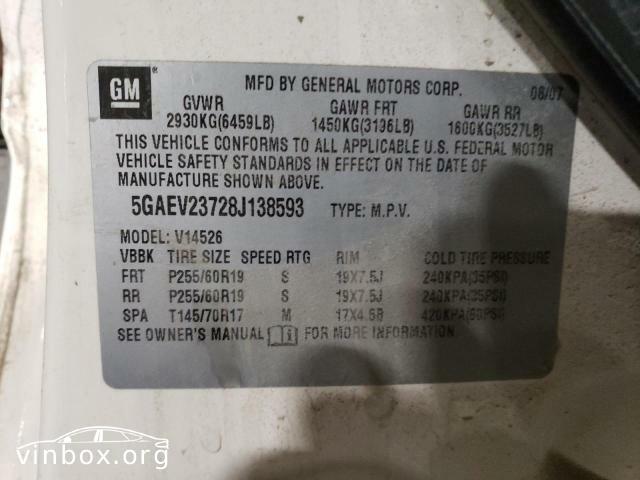 GM
MFD BY GENERAL MOTORS CORP. 08/07
GVWR GAWR FRT GAWR RR
2930KG(6459LB) 1450KG(3196LB) 1600KG(3527LB)
THIS VEHICLE CONFORMS TO ALL APPLICABLE U.S. FEDERAL MOTOR
VEHICLE SAFETY STANDARDS IN EFFECT ON THE DATE OF
MANUFACTURE SHOWN ABOVE.
5GAEV23728J138593 TYPE: M.P.V.
MODEL: V14526
VBBK TIRE SIZE SPEED RTG RIM COLD TIRE PRESSURE
FRT P255/60R19 S 19X7.5J 240KPA(35PSI)
RR P255/60R19 S 19X7.5J 240KPA(35PSI)
SPA T145/70R17 M 17X4.5B 420KPA(60PSI)
SEE OWNER'S MANUAL FOR MORE INFORMATION.
vinbox.org